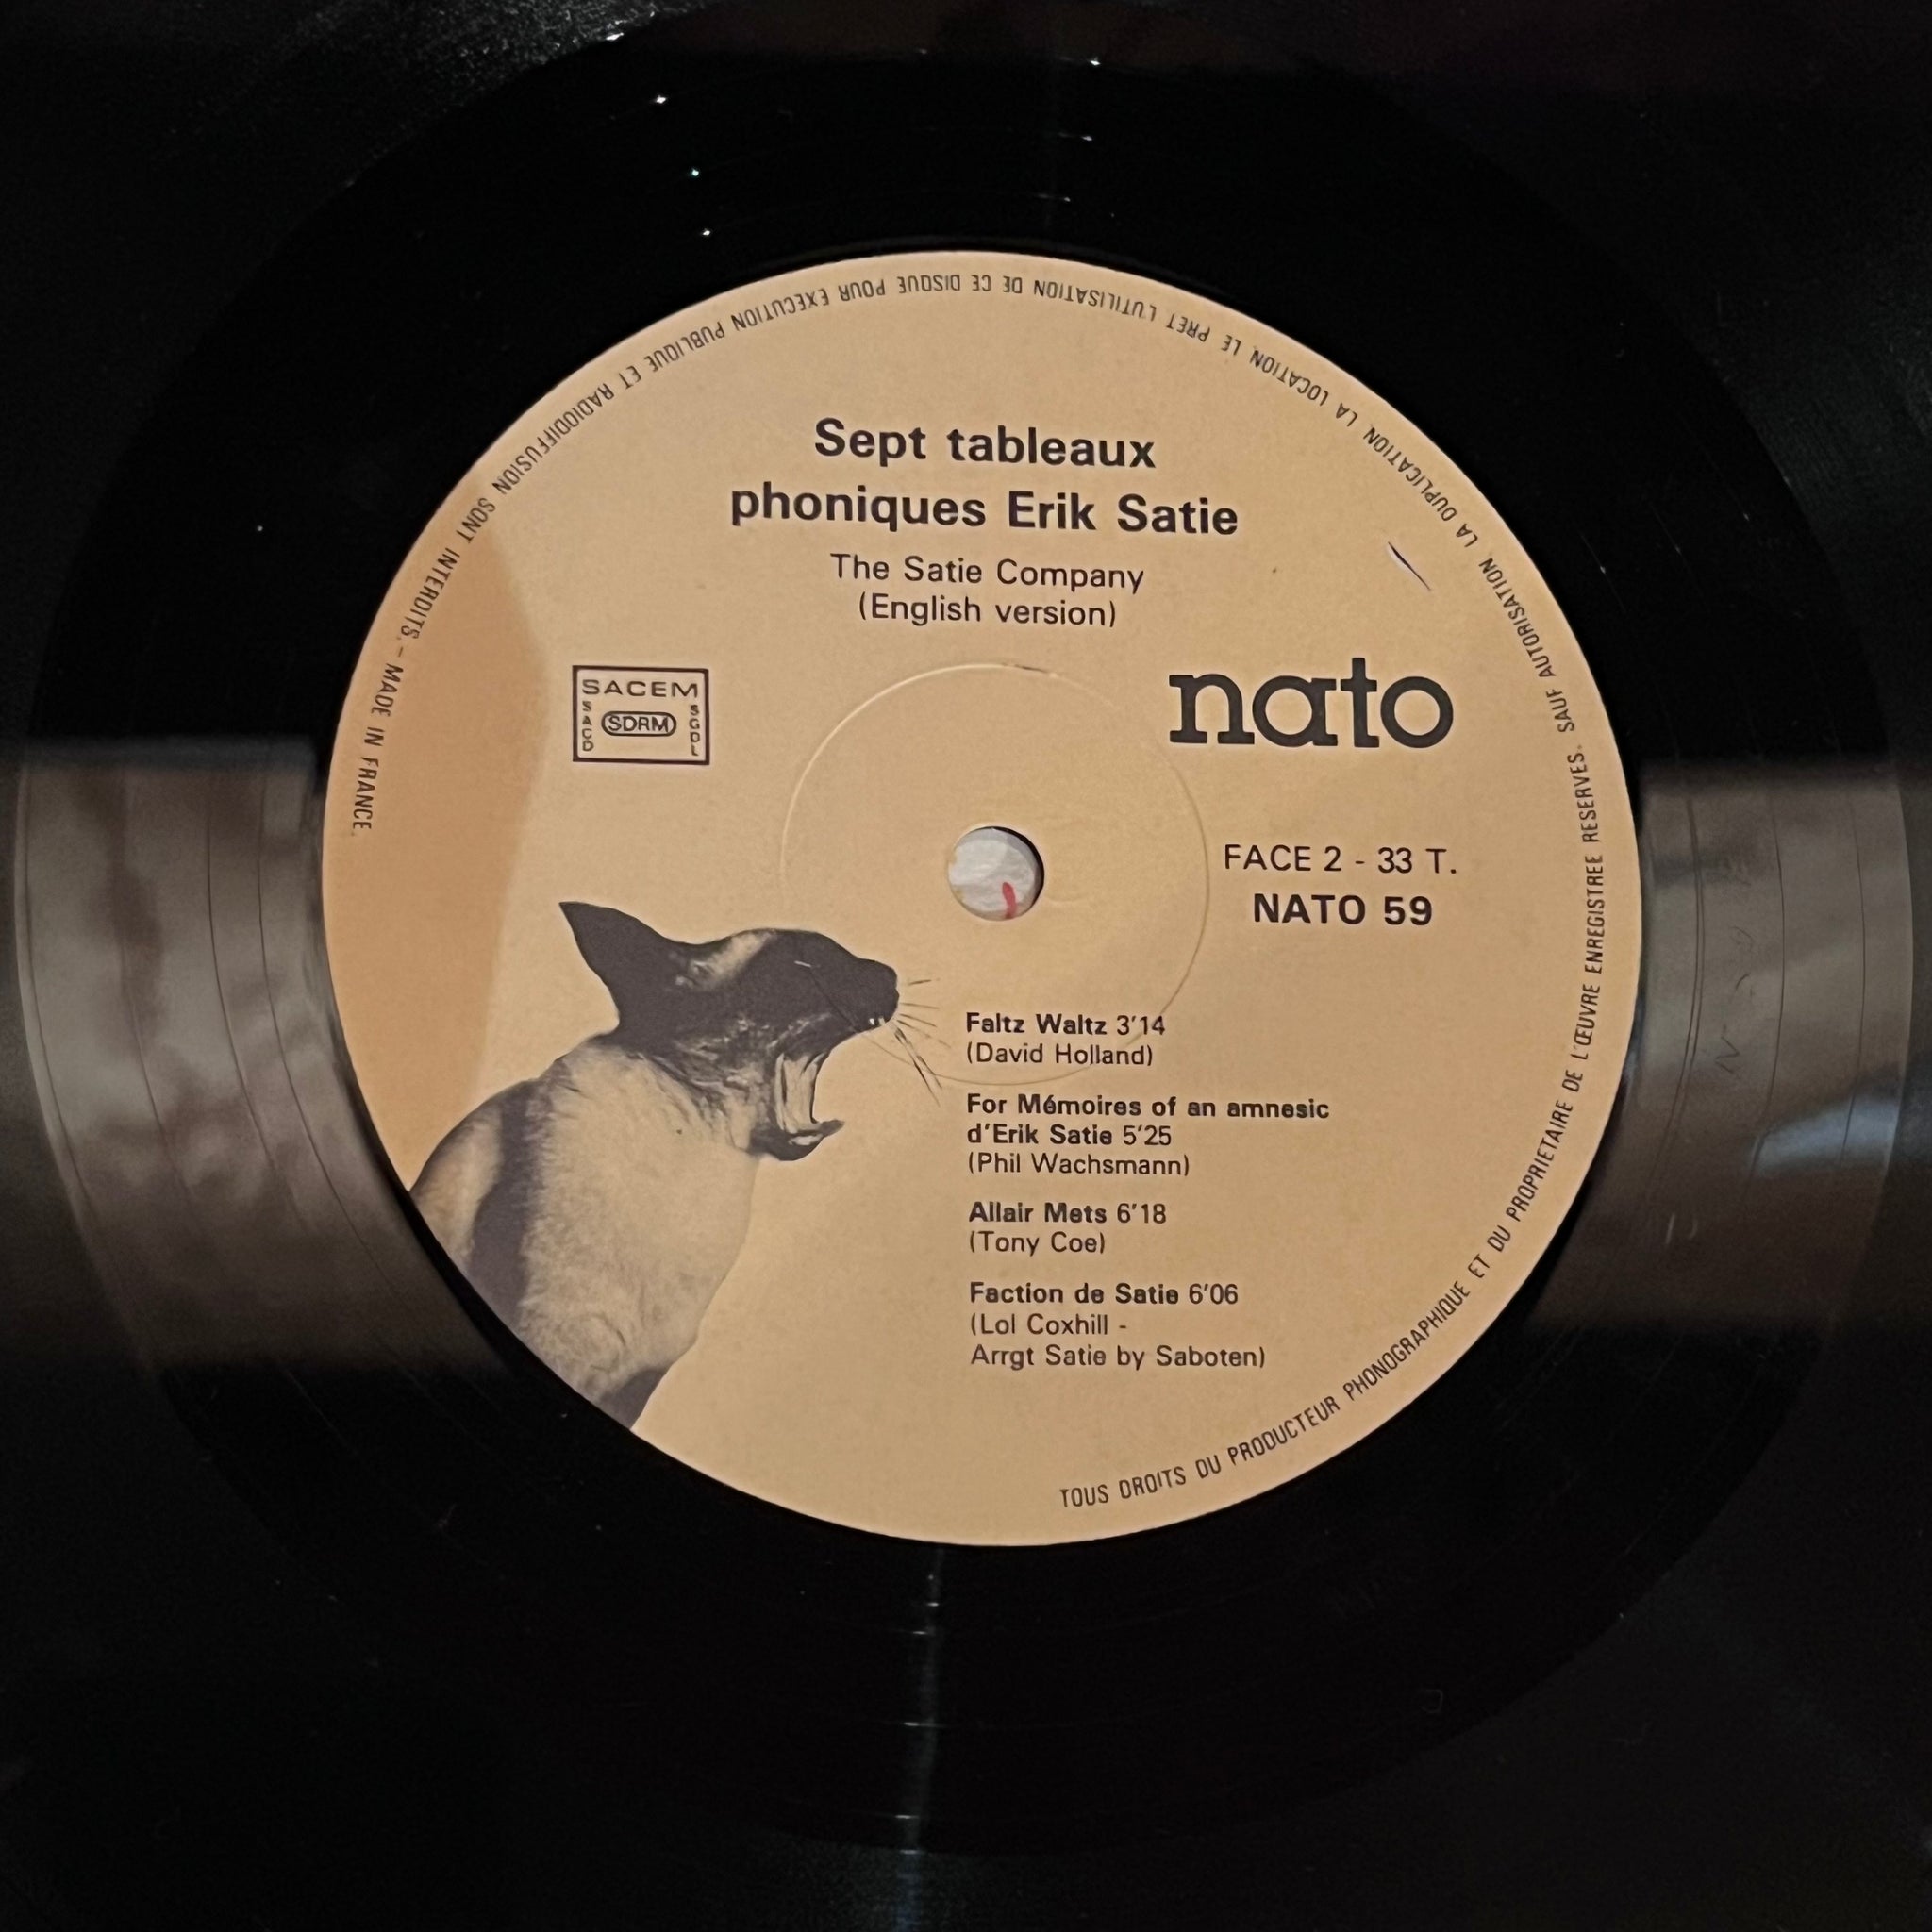 Sept tableaux
phoniques Erik Satie
The Satie Company
(English version)
SACEM
SACD
SDRM
SGDL
nato
FACE 2 - 33 T.
NATO 59
Faltz Waltz 3'14
(David Holland)
For Mémoires of an amnesic
d'Erik Satie 5'25
(Phil Wachsmann)
Allair Mets 6'18
(Tony Coe)
Faction de Satie 6'06
(Lol Coxhill -
Arrgt Satie by Saboten)
TOUS DROITS DU PRODUCTEUR PHONOGRAPHIQUE ET DU PROPRIETAIRE DE L'ŒUVRE ENREGISTREE RESERVES. SAUF AUTORISATION, LA DUPLICATION, LA LOCATION, LE PRET L'UTILISATION DE CE DISQUE POUR EXECUTION PUBLIQUE ET RADIODIFFUSION SONT INTERDITS. - MADE IN FRANCE.